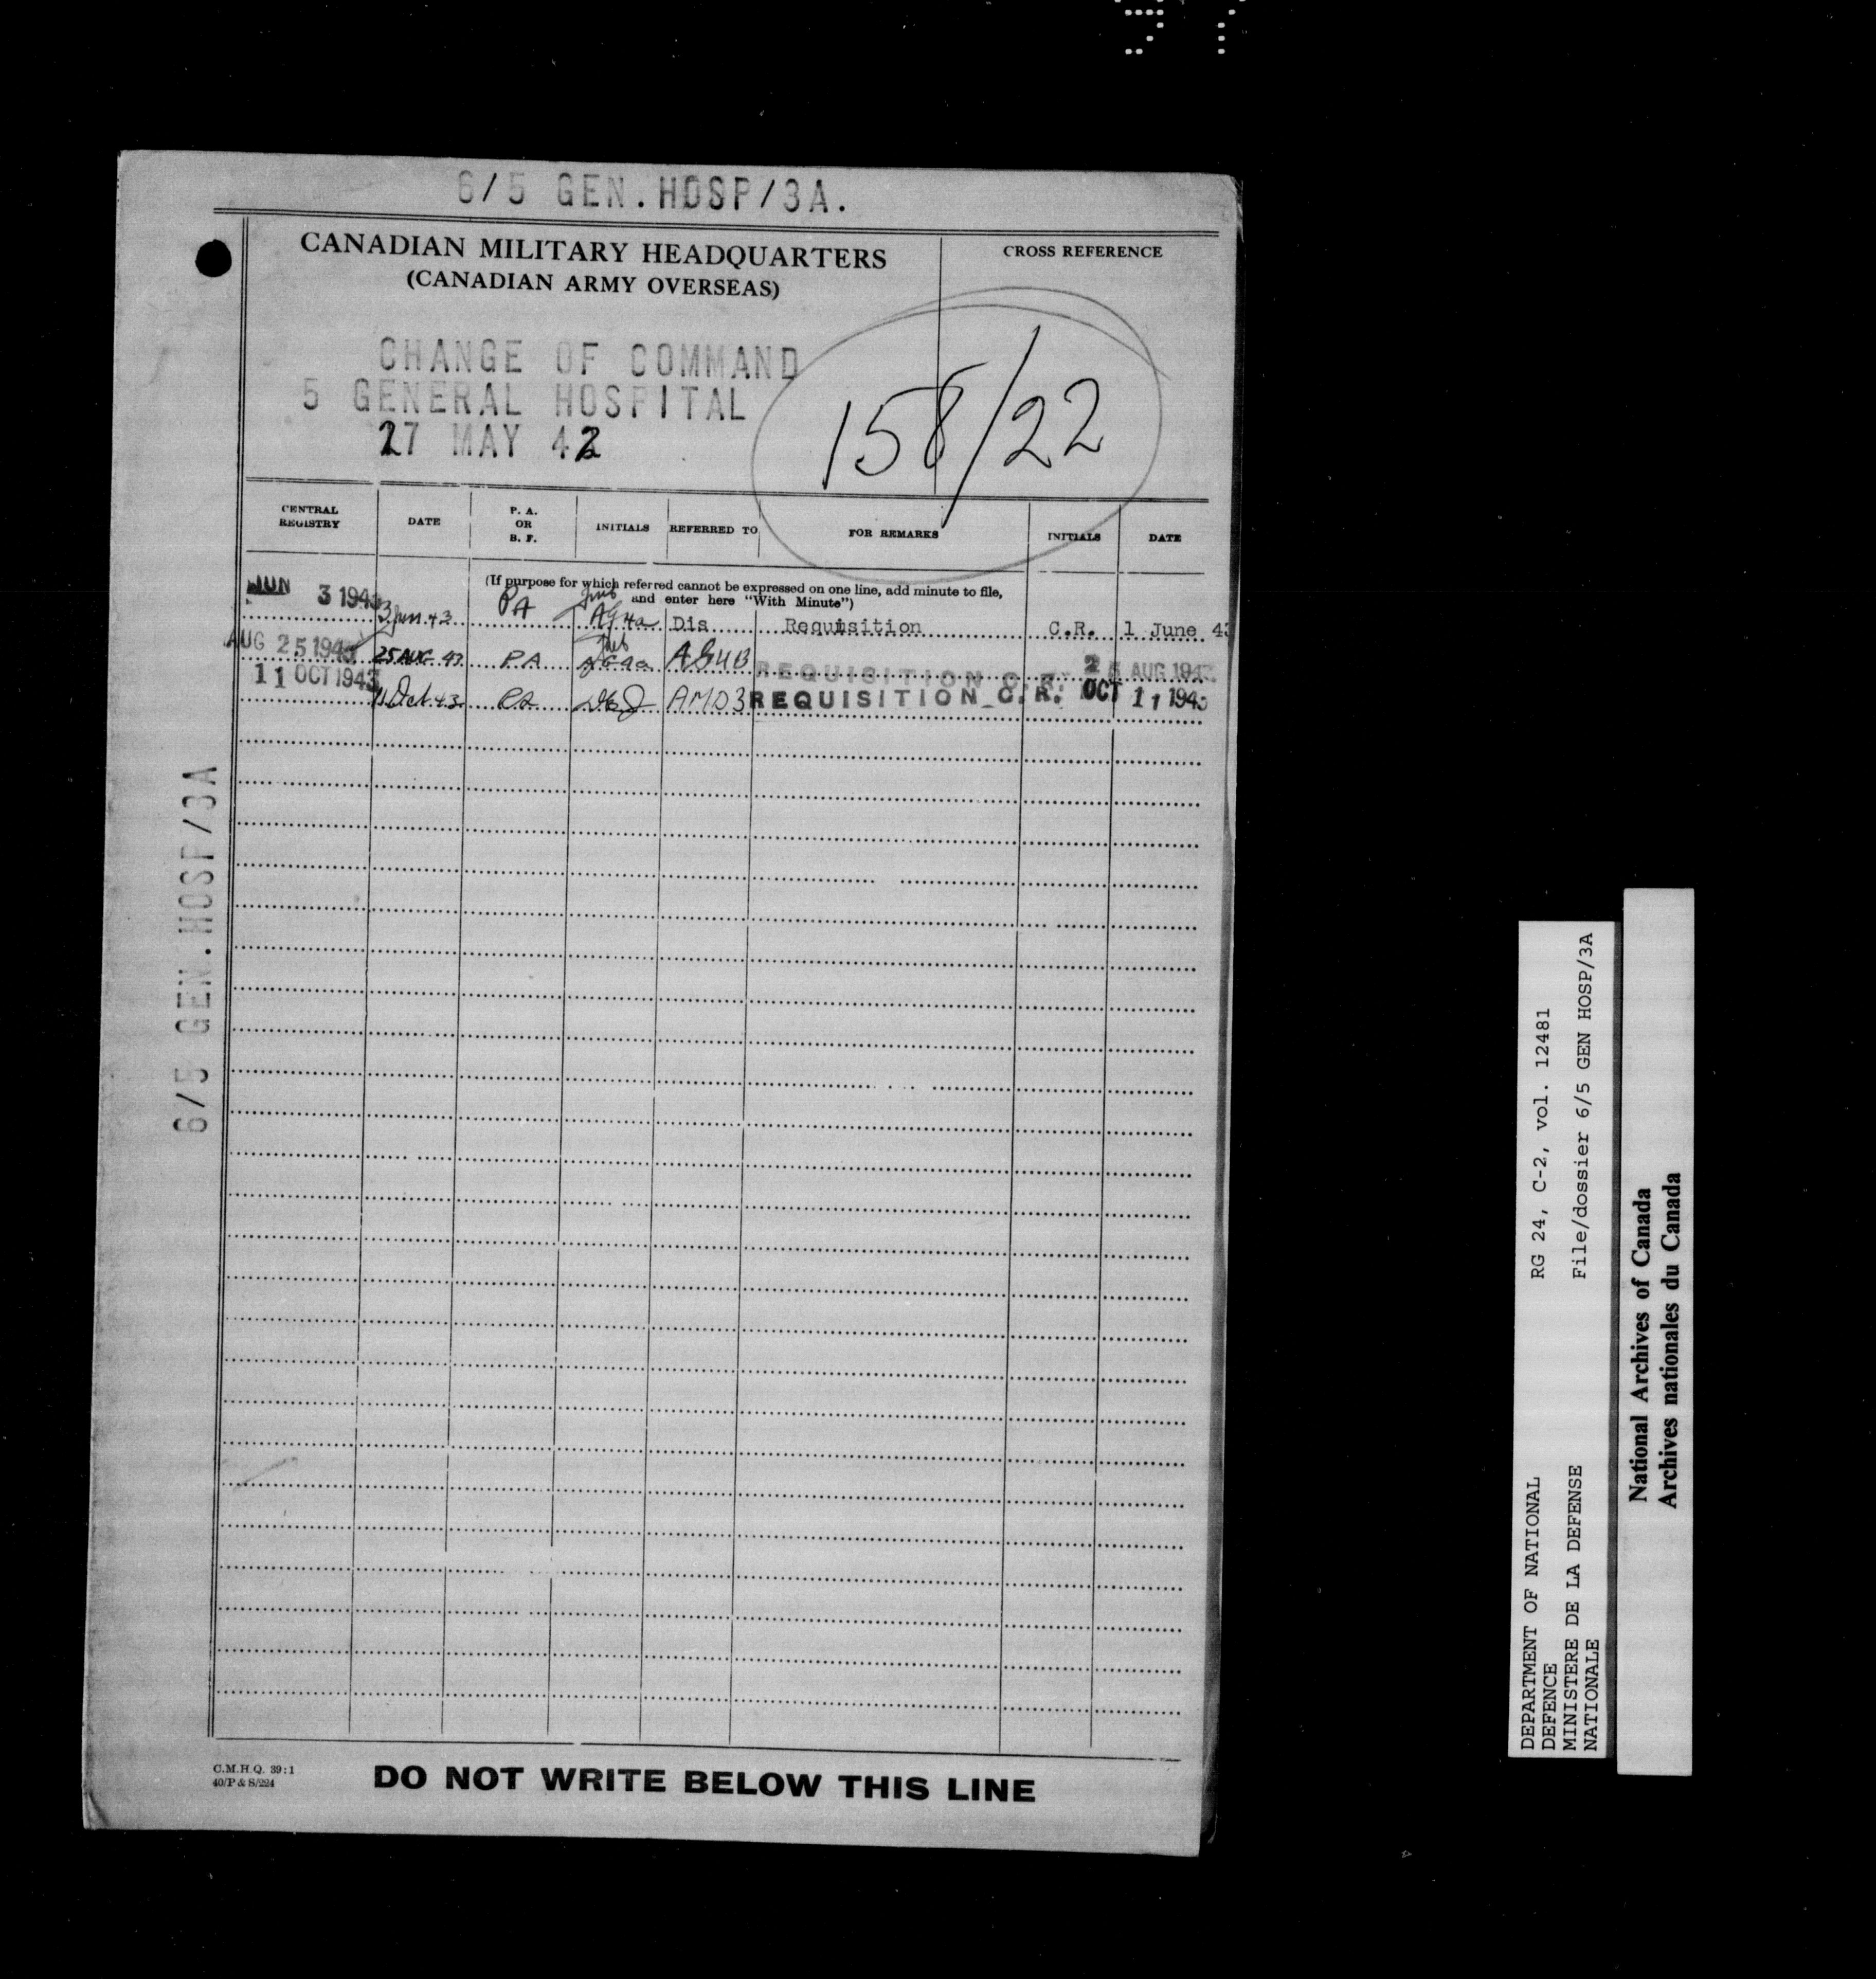 6/5 GEN.HOSP/3A.
CANADIAN MILITARY HEADQUARTERS
(CANADIAN ARMY OVERSEAS)
CROSS REFERENCE
CHANGE OF COMMAND
5 GENERAL HOSPITAL
27 MAY 42
158/22
CENTRAL REGISTRY DATE P. A. OR B. F. INITIALS REFERRED TO FOR REMARKS INITIALS DATE
(If purpose for which referred cannot be expressed on one line, add minute to file,
and enter here "With Minute")
JUN 3 1943 3 Jun 43 PA AG4a Dis Requisition C.R. 1 June 43
AUG 25 1943 25 AUG 43 PA AG4a AG4B REQUISITION C.R. 25 AUG 1943
11 OCT 1943 11 Oct 43 PA AMD3 REQUISITION C.R. OCT 11 1943
6/5 GEN.HOSP/3A
C.M.H.Q. 39:1
40/P & S/224
DO NOT WRITE BELOW THIS LINE
DEPARTMENT OF NATIONAL
DEFENCE
MINISTERE DE LA DEFENSE
NATIONALE
RG 24, C-2, vol. 12481
File/dossier 6/5 GEN HOSP/3A
National Archives of Canada
Archives nationales du Canada